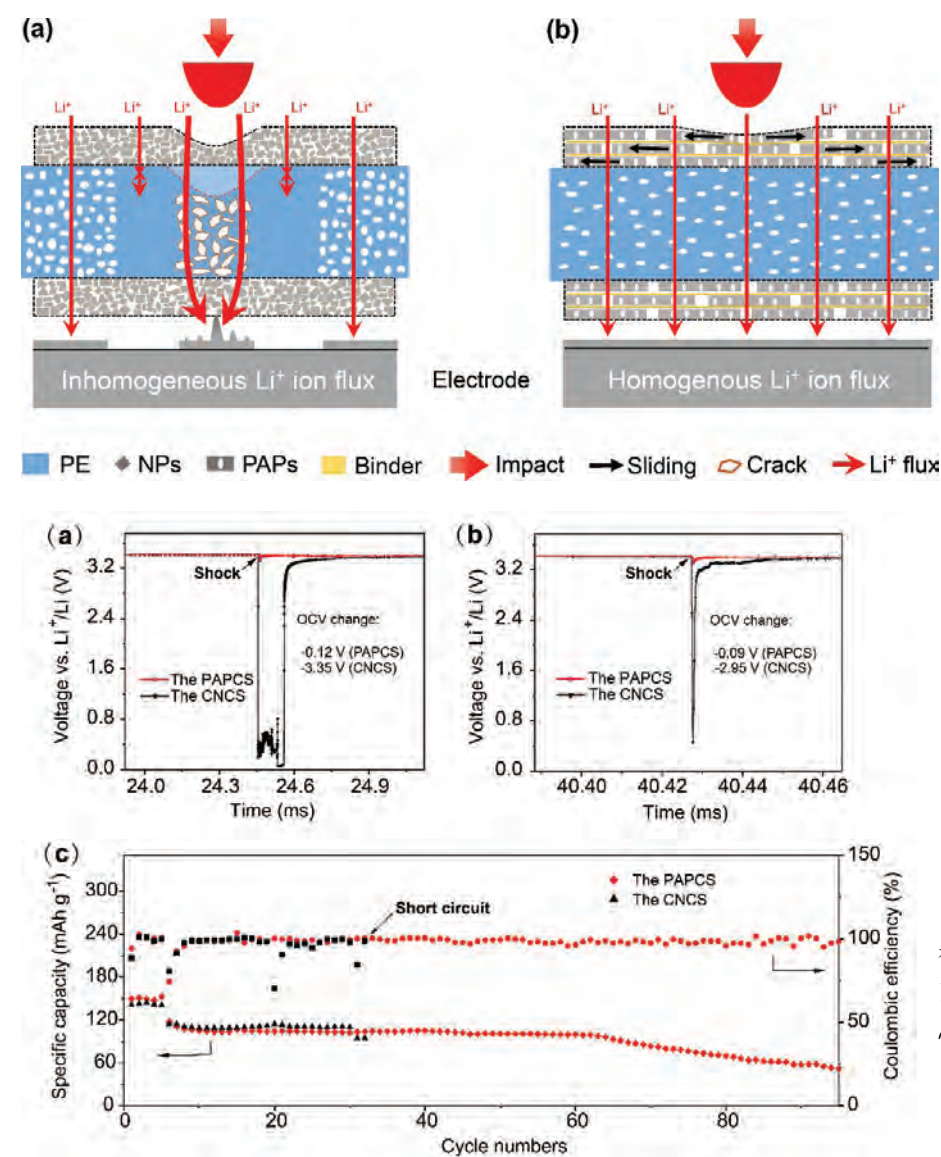 (a)
(b)
Li⁺ Li⁺ Li⁺ Li⁺ Li⁺ Li⁺
Li⁺ Li⁺ Li⁺ Li⁺
Inhomogeneous Li⁺ ion flux
Electrode
Homogenous Li⁺ ion flux
PE NPs PAPs Binder Impact Sliding Crack Li⁺ flux
(a)
Voltage vs. Li⁺/Li (V)
3.2
2.4
1.6
0.8
0.0
Shock
OCV change:
-0.12 V (PAPCS)
-3.35 V (CNCS)
The PAPCS
The CNCS
24.0 24.3 24.6 24.9
Time (ms)
(b)
Voltage vs. Li⁺/Li (V)
3.2
2.4
1.6
0.8
0.0
Shock
OCV change:
-0.09 V (PAPCS)
-2.95 V (CNCS)
The PAPCS
The CNCS
40.40 40.42 40.44 40.46
Time (ms)
(c)
Specific capacity (mAh g⁻¹)
300
240
180
120
60
0
The PAPCS
The CNCS
Short circuit
150
100
50
0
Coulombic efficiency (%)
0 20 40 60 80
Cycle numbers